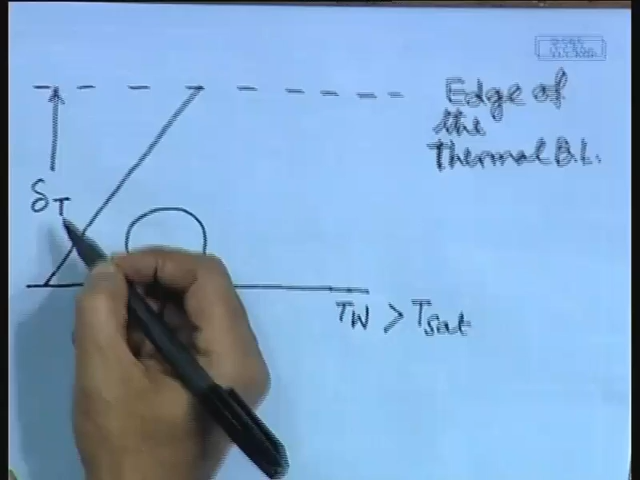 Edge of
the
Thermal B.L.
δT
TW > Tsat